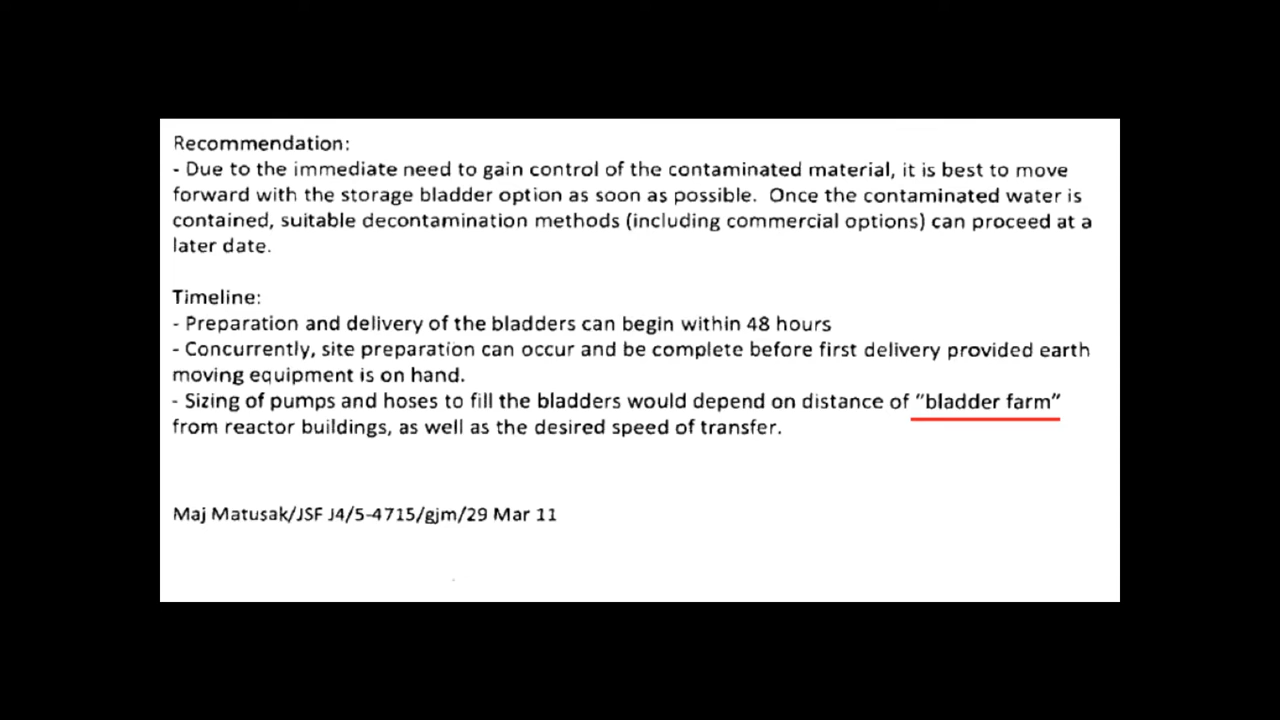 Recommendation:
- Due to the immediate need to gain control of the contaminated material, it is best to move
forward with the storage bladder option as soon as possible.  Once the contaminated water is
contained, suitable decontamination methods (including commercial options) can proceed at a
later date.
Timeline:
- Preparation and delivery of the bladders can begin within 48 hours
- Concurrently, site preparation can occur and be complete before first delivery provided earth
moving equipment is on hand.
- Sizing of pumps and hoses to fill the bladders would depend on distance of "bladder farm"
from reactor buildings, as well as the desired speed of transfer.
Maj Matusak/JSF J4/5-4715/gjm/29 Mar 11